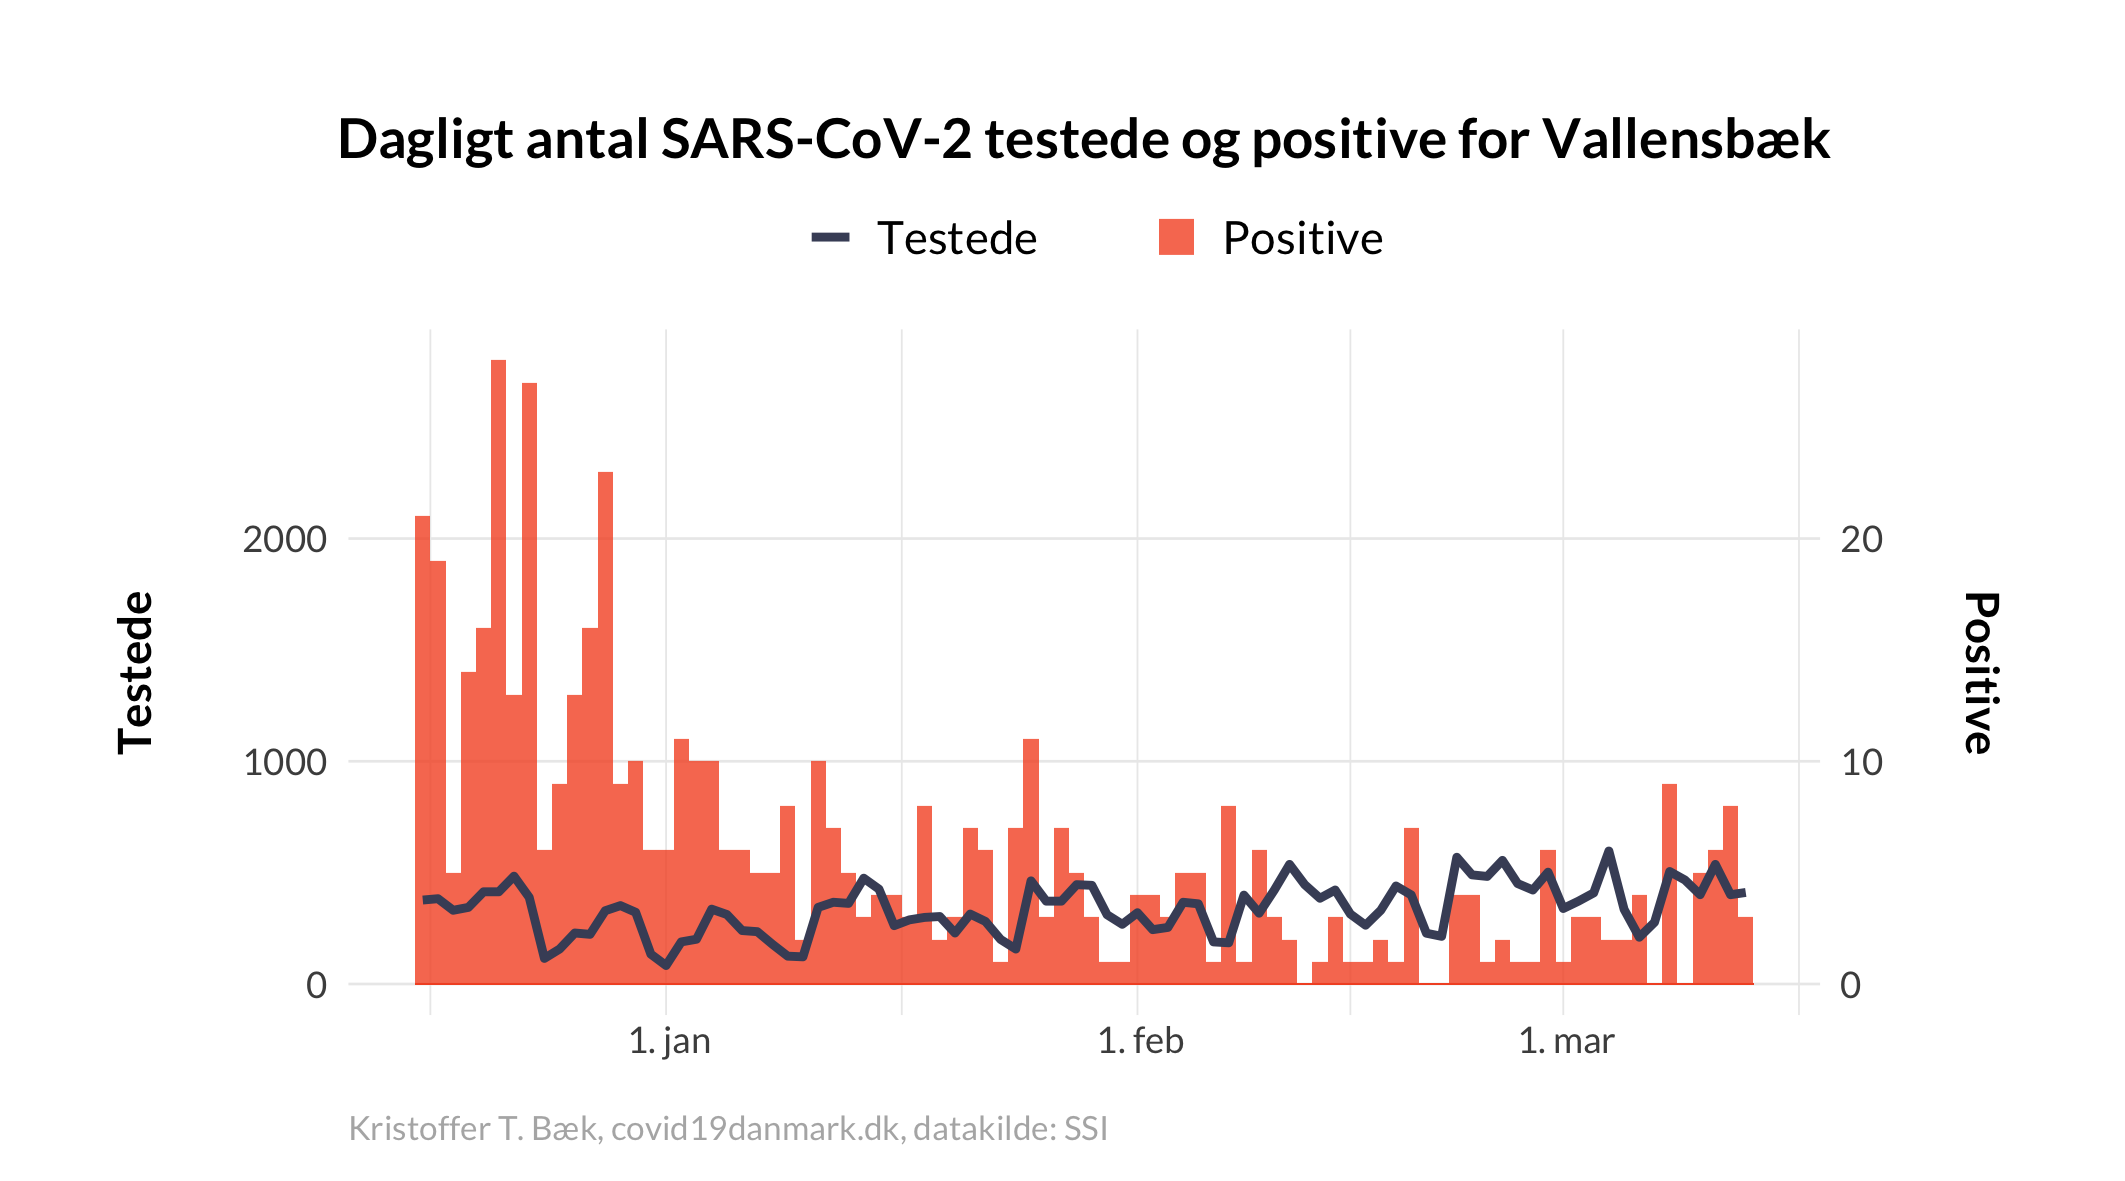 Dagligt antal SARS-CoV-2 testede og positive for Vallensbæk
Testede
Positive
2000
1000
0
Testede
20
10
0
Positive
1. jan
1. feb
1. mar
Kristoffer T. Bæk, covid19danmark.dk, datakilde: SSI